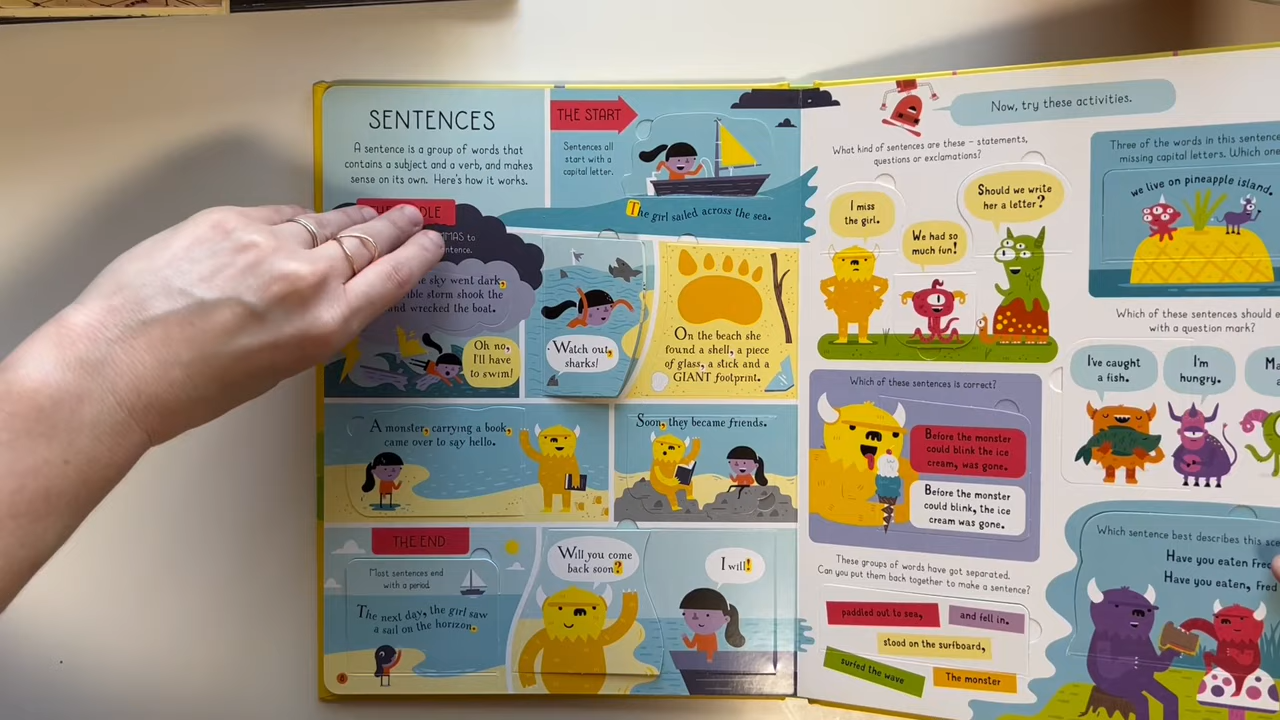 SENTENCES
A sentence is a group of words that
contains a subject and a verb, and makes
sense on its own. Here's how it works.
THE START
Sentences all
start with a
capital letter.
The girl sailed across the sea.
sky went dark,
storm shook the
wrecked the boat.
Oh no,
I'll have
to swim!
Watch out,
sharks!
On the beach she
found a shell, a piece
of glass, a stick and a
GIANT footprint.
A monster, carrying a book,
came over to say hello.
Soon, they became friends.
THE END
Most sentences end
with a period.
The next day, the girl saw
a sail on the horizon.
Will you come
back soon?
I will!
8
Now, try these activities.
What kind of sentences are these – statements,
questions or exclamations?
I miss
the girl.
We had so
much fun!
Should we write
her a letter?
Three of the words in this sentence
missing capital letters. Which
we live on pineapple island.
Which of these sentences is correct?
Before the monster
could blink the ice
cream, was gone.
Before the monster
could blink, the ice
cream was gone.
Which of these sentences should
with a question mark?
I've caught
a fish.
I'm
hungry.
These groups of words have got separated.
Can you put them back together to make a sentence?
paddled out to sea,
and fell in.
stood on the surfboard,
surfed the wave
The monster
Which sentence best describes this
Have you eaten
Have you eaten,